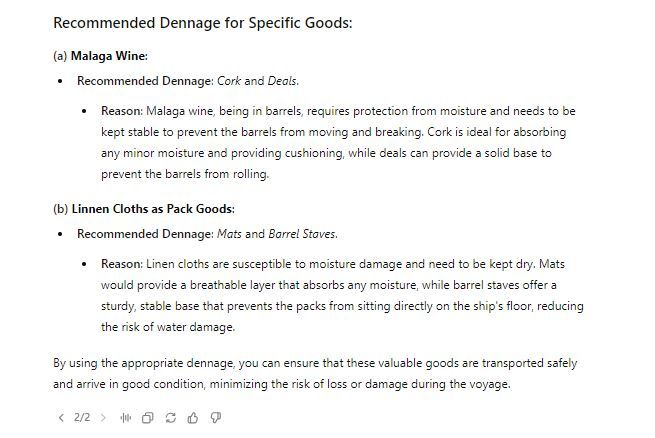 Recommended Dennage for Specific Goods:
(a) Malaga Wine:
• Recommended Dennage: Cork and Deals.
• Reason: Malaga wine, being in barrels, requires protection from moisture and needs to be
kept stable to prevent the barrels from moving and breaking. Cork is ideal for absorbing
any minor moisture and providing cushioning, while deals can provide a solid base to
prevent the barrels from rolling.
(b) Linnen Cloths as Pack Goods:
• Recommended Dennage: Mats and Barrel Staves.
• Reason: Linen cloths are susceptible to moisture damage and need to be kept dry. Mats
would provide a breathable layer that absorbs any moisture, while barrel staves offer a
sturdy, stable base that prevents the packs from sitting directly on the ship's floor, reducing
the risk of water damage.
By using the appropriate dennage, you can ensure that these valuable goods are transported safely
and arrive in good condition, minimizing the risk of loss or damage during the voyage.
< 2/2 >